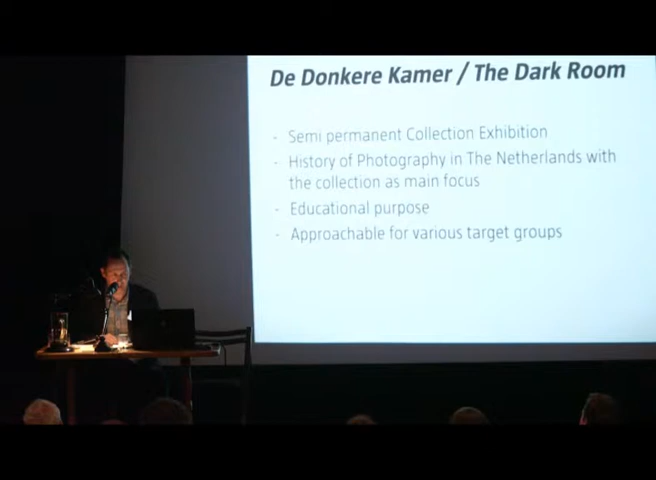 De Donkere Kamer / The Dark Room
- Semi permanent Collection Exhibition
- History of Photography in The Netherlands with
the collection as main focus
- Educational purpose
- Approachable for various target groups